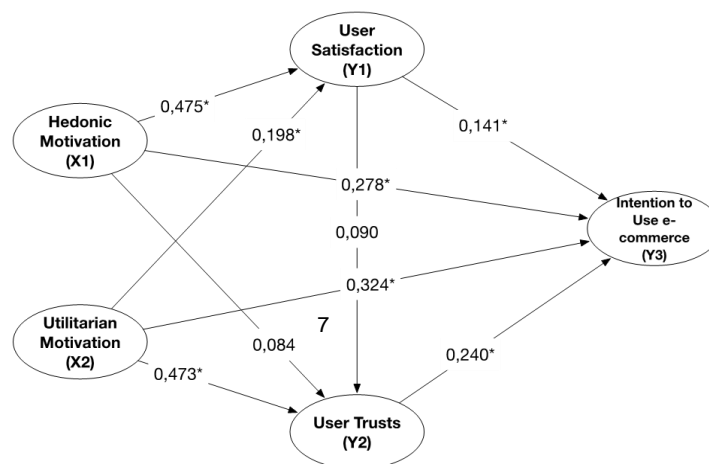 User
Satisfaction
(Y1)
0,475*
0,141*
Hedonic
Motivation
(X1)
0,198*
0,278*
Intention to
Use e-
commerce
(Y3)
0,090
0,324*
Utilitarian
Motivation
(X2)
7
0,084
0,240*
0,473*
User Trusts
(Y2)